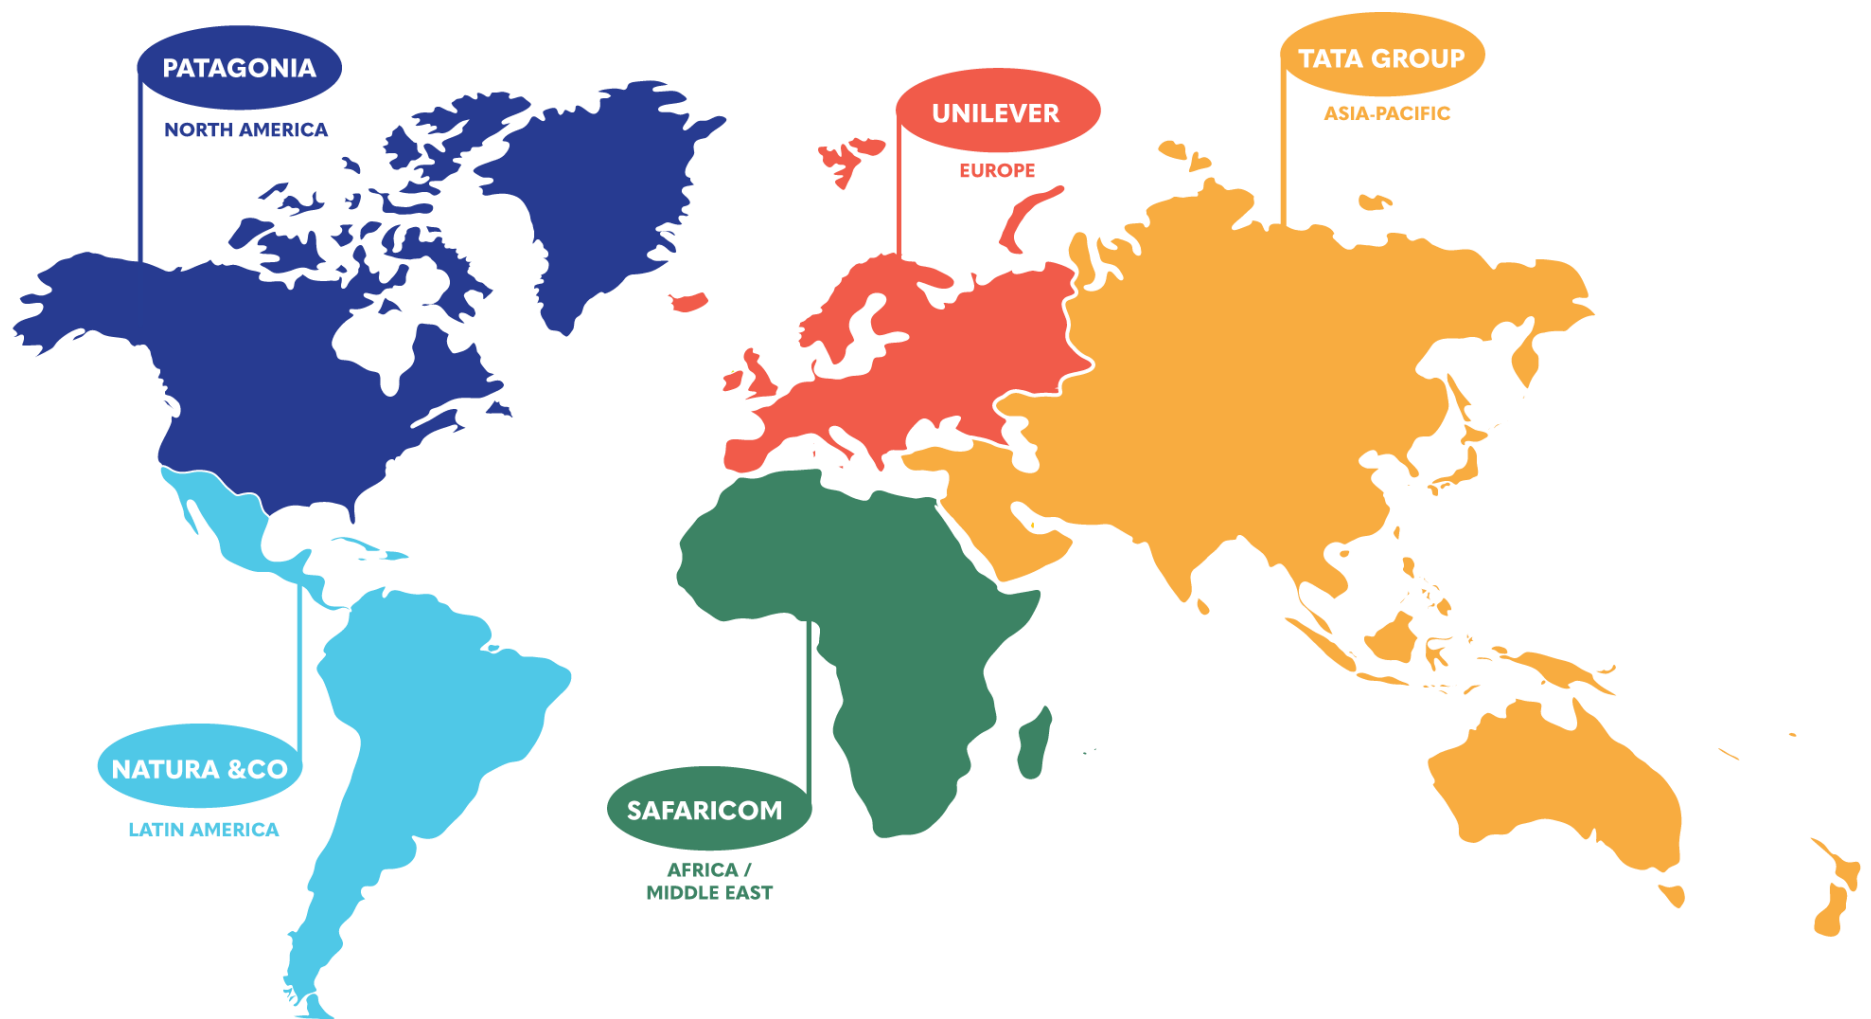 PATAGONIA
NORTH AMERICA
UNILEVER
EUROPE
TATA GROUP
ASIA-PACIFIC
NATURA &CO
LATIN AMERICA
SAFARICOM
AFRICA /
MIDDLE EAST